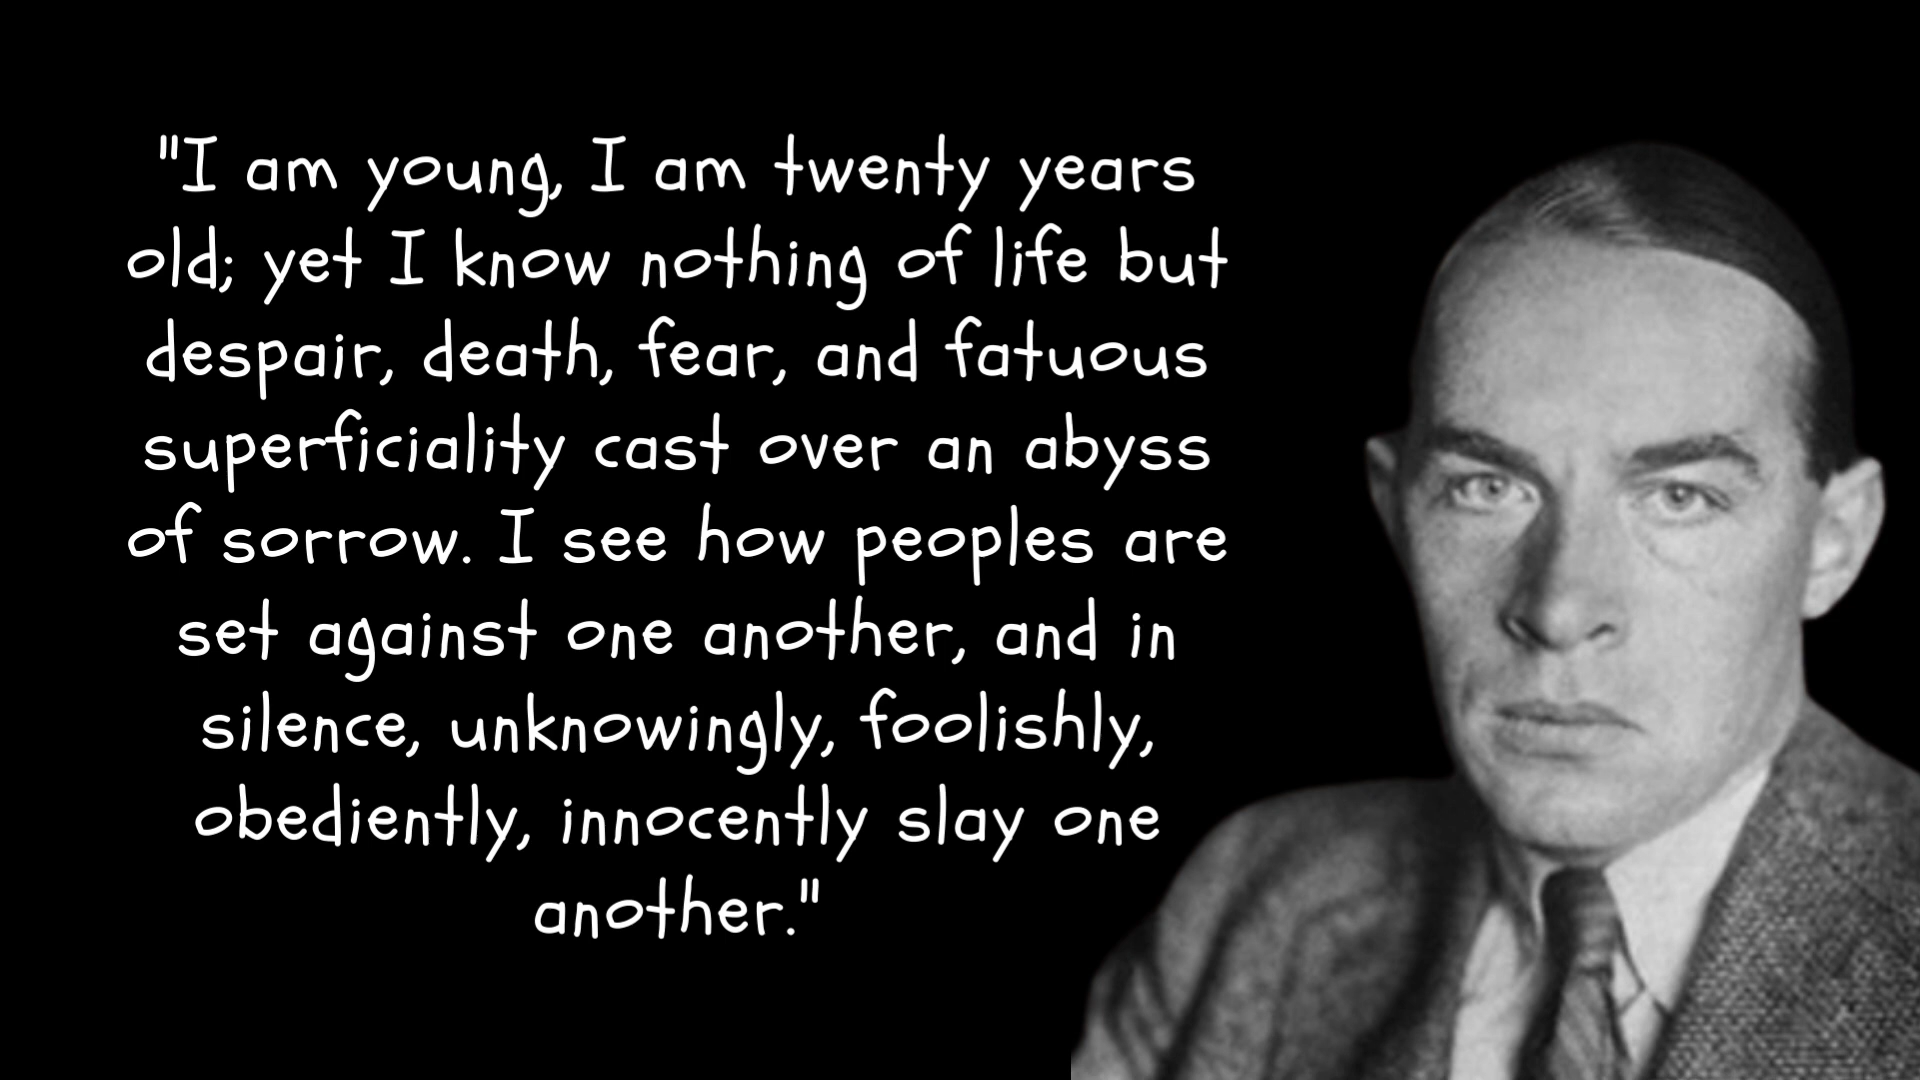 "I am young, I am twenty years
old; yet I know nothing of life but
despair, death, fear, and fatuous
superficiality cast over an abyss
of sorrow. I see how peoples are
set against one another, and in
silence, unknowingly, foolishly,
obediently, innocently slay one
another."